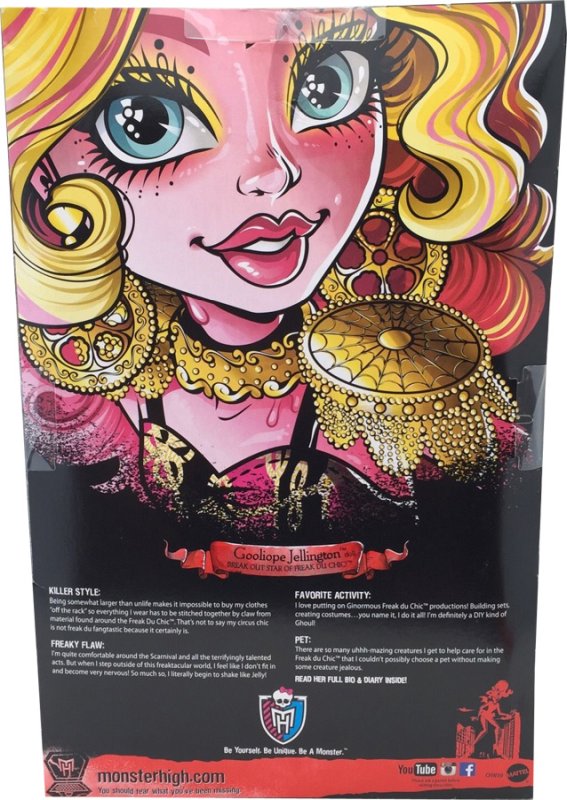 Gooliope Jellington™ doll
BREAK OUT STAR OF FREAK DU CHIC™
KILLER STYLE:
Being somewhat larger than unlife makes it impossible to buy my clothes
"off the rack" so everything I wear has to be stitched together by claw from
material found around the Freak Du Chic™. That's not to say my circus chic
is not freak du fangtastic because it certainly is.
FREAKY FLAW:
I'm quite comfortable around the Scarnival and all the terrifyingly talented
acts. But when I step outside of this freaktacular world, I feel like I don't fit in
and become very nervous! So much so, I literally begin to shake like Jelly!
FAVORITE ACTIVITY:
I love putting on Ginormous Freak du Chic™ productions! Building sets,
creating costumes...you name it, I do it all! I'm definitely a DIY kind of
Ghoul!
PET:
There are so many uhhh-mazing creatures I get to help care for in the
Freak du Chic™ that I couldn't possibly choose a pet without making
some creature jealous.
READ HER FULL BIO & DIARY INSIDE!
Be Yourself. Be Unique. Be A Monster.™
monsterhigh.com
You should fear what you've been missing.
YouTube
MATTEL